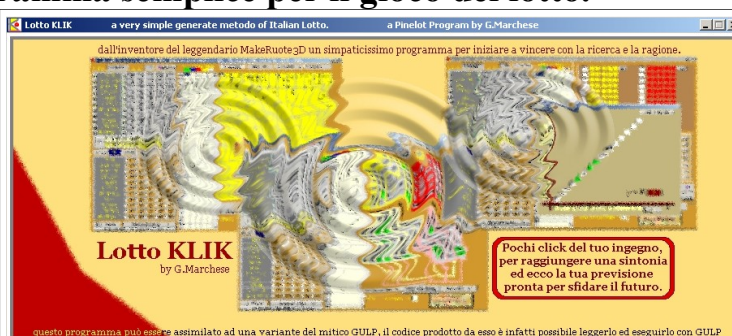 ramma semplice per il gioco del lotto.
Lotto KLIK a very simple generate metodo of Italian Lotto. a Pinelot Program by G.Marchese
dall'inventore del leggendario MakeRuote3D un simpaticissimo programma per iniziare a vincere con la ricerca e la ragione.
Lotto KLIK
by G.Marchese
Pochi click del tuo ingegno,
per raggiungere una sintonia
ed ecco la tua previsione
pronta per sfidare il futuro.
questo programma può essere assimilato ad una variante del mitico GULP, il codice prodotto da esso è infatti possibile leggerlo ed eseguirlo con GULP